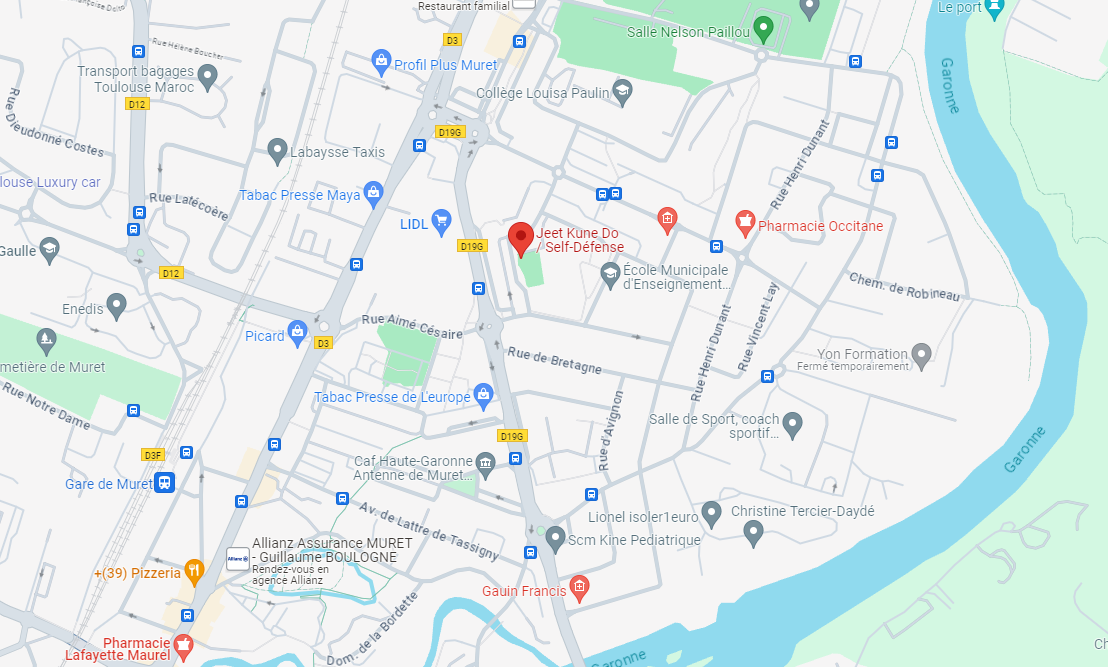 Restaurant familial
Salle Nelson Paillou
Le port
D3
Rue Hélène Boucher
Profil Plus Muret
Transport bagages
Toulouse Maroc
Garonne
Collège Louisa Paulin
D12
Rue Dieudonné Costes
D19G
Rue Henri Dunant
Labaysse Taxis
louse Luxury car
Tabac Presse Maya
Rue Latécoère
LIDL
Pharmacie Occitane
Jeet Kune Do
/ Self-Défense
Gaulle
D19G
D12
École Municipale
d'Enseignement...
Chem. de Robineau
Enedis
Rue Aimé Césaire
Rue Henri Dunant
Rue Vincent Lay
Picard
D3
Rue de Bretagne
Yon Formation
Fermé temporairement
metière de Muret
Rue Notre Dame
Tabac Presse de Leurope
Rue d'Avignon
Salle de Sport, coach
sportif...
D19G
Garonne
D3F
Caf Haute-Garonne
Antenne de Muret...
Gare de Muret
Av. de Lattre de Tassigny
Lionel isoler1euro
Christine Tercier-Daydé
Scm Kine Pediatrique
Allianz
Allianz Assurance MURET
- Guillaume BOULOGNE
Rendez-vous en
agence Allianz
+(39) Pizzeria
Gauin Francis
Dom. de la Bordette
Pharmacie
Lafayette Maurel
Garonne
Ch